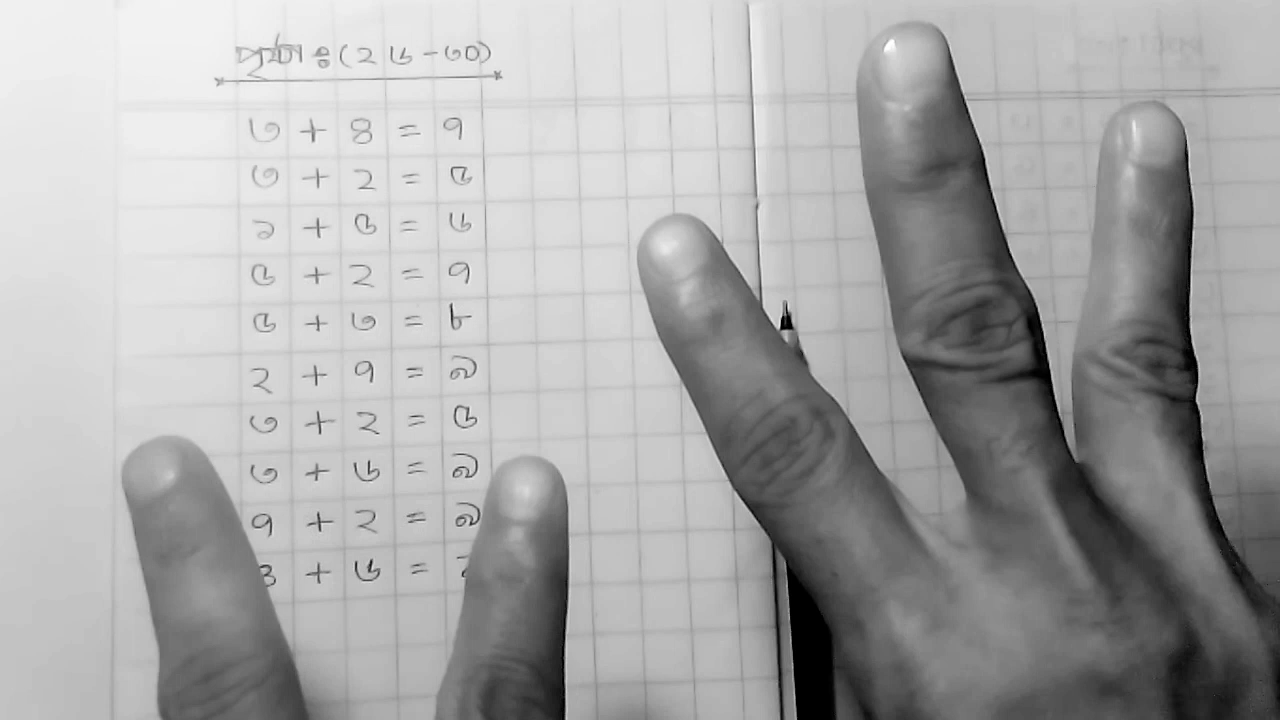 পৃষ্ঠাঃ (২৬-৩০)
৩ + ৪ = ৭
৩ + ২ = ৫
১ + ৫ = ৬
৫ + ২ = ৭
৫ + ৩ = ৮
২ + ৭ = ৯
৩ + ২ = ৫
৩ + ৬ = ৯
৭ + ২ = ৯
+ ৬ =